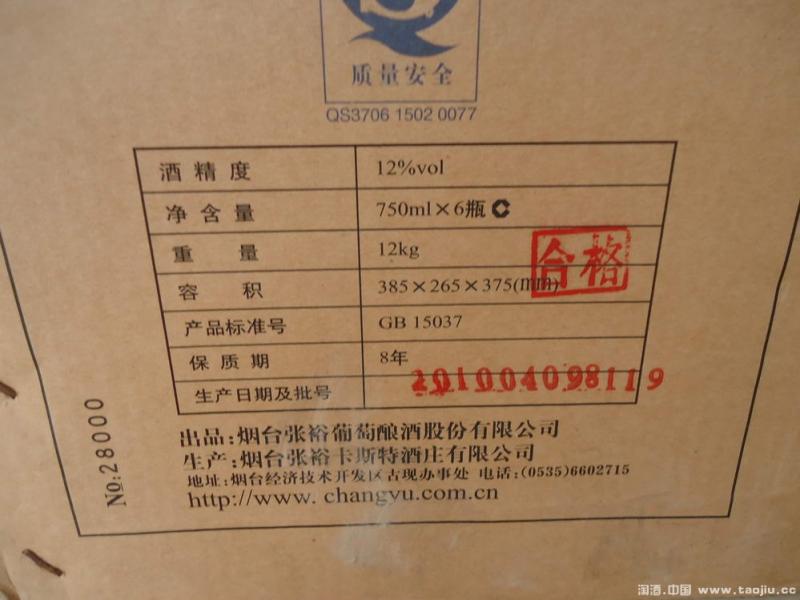 质量安全
QS3706 1502 0077
酒精度 12%vol
净含量 750ml×6瓶
重量 12kg
合格
容积 385×265×375(mm)
产品标准号 GB 15037
保质期 8年
生产日期及批号 201004098119
出品:烟台张裕葡萄酿酒股份有限公司
生产:烟台张裕卡斯特酒庄有限公司
地址:烟台经济技术开发区古现办事处 电话:(0535)6602715
http://www.changyu.com.cn
No:28000
淘酒.中国 www.taojiu.cc